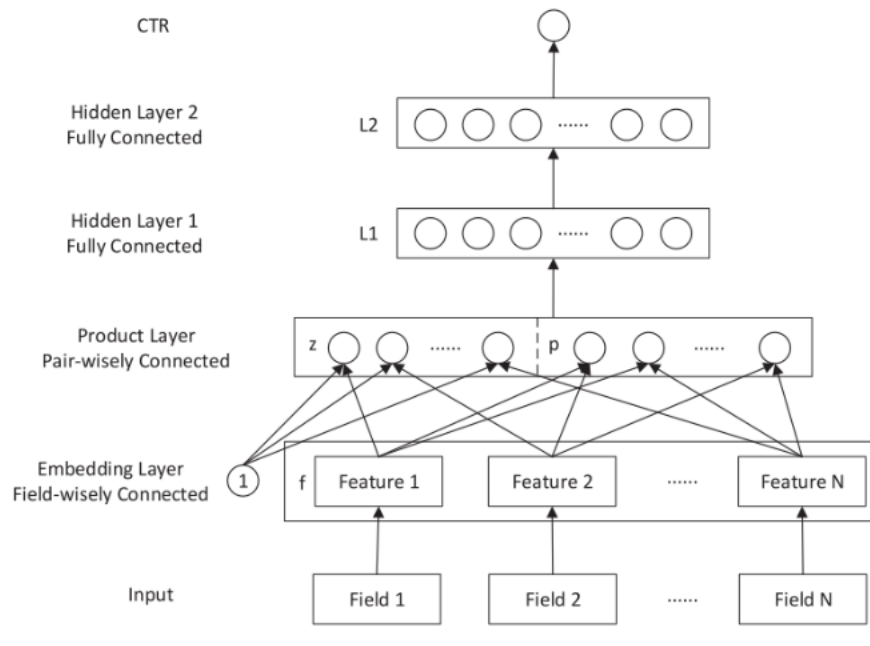 CTR
Hidden Layer 2
Fully Connected
L2
......
Hidden Layer 1
Fully Connected
L1
......
Product Layer
Pair-wisely Connected
z
......
p
......
Embedding Layer
Field-wisely Connected
1
f
Feature 1
Feature 2
......
Feature N
Input
Field 1
Field 2
......
Field N